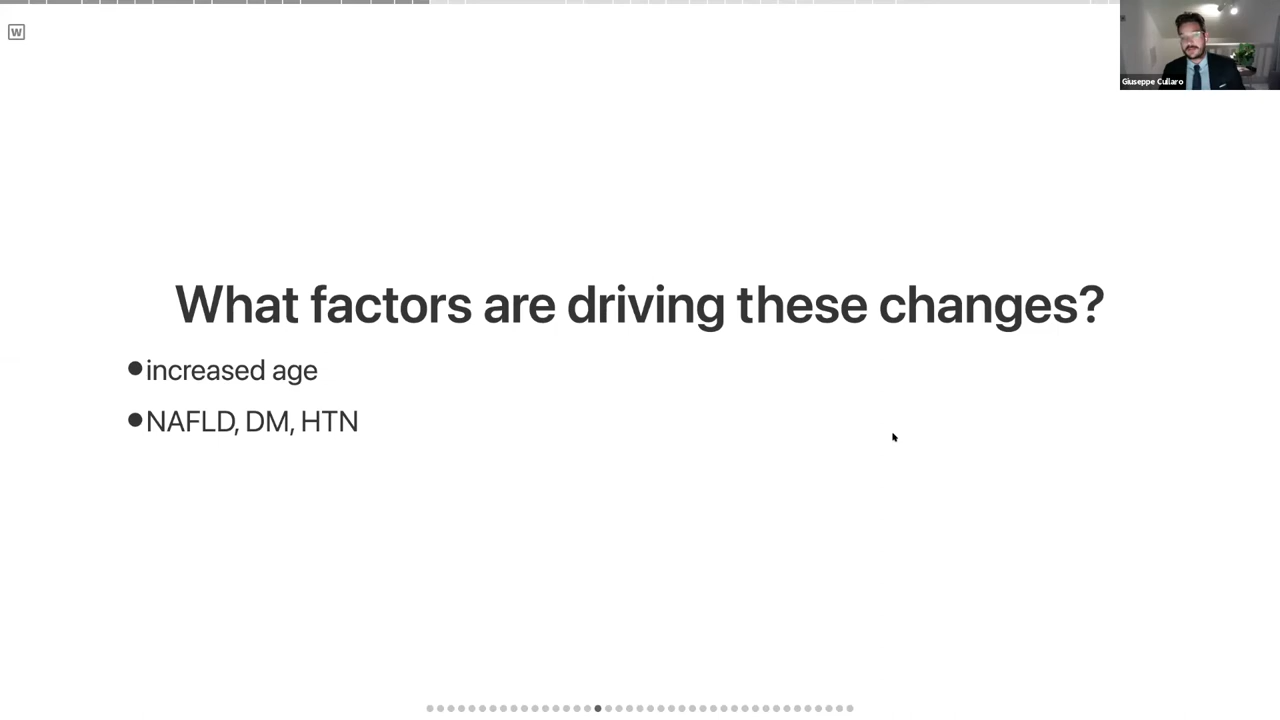 W
Giuseppe Cullaro
What factors are driving these changes?
•increased age
•NAFLD, DM, HTN